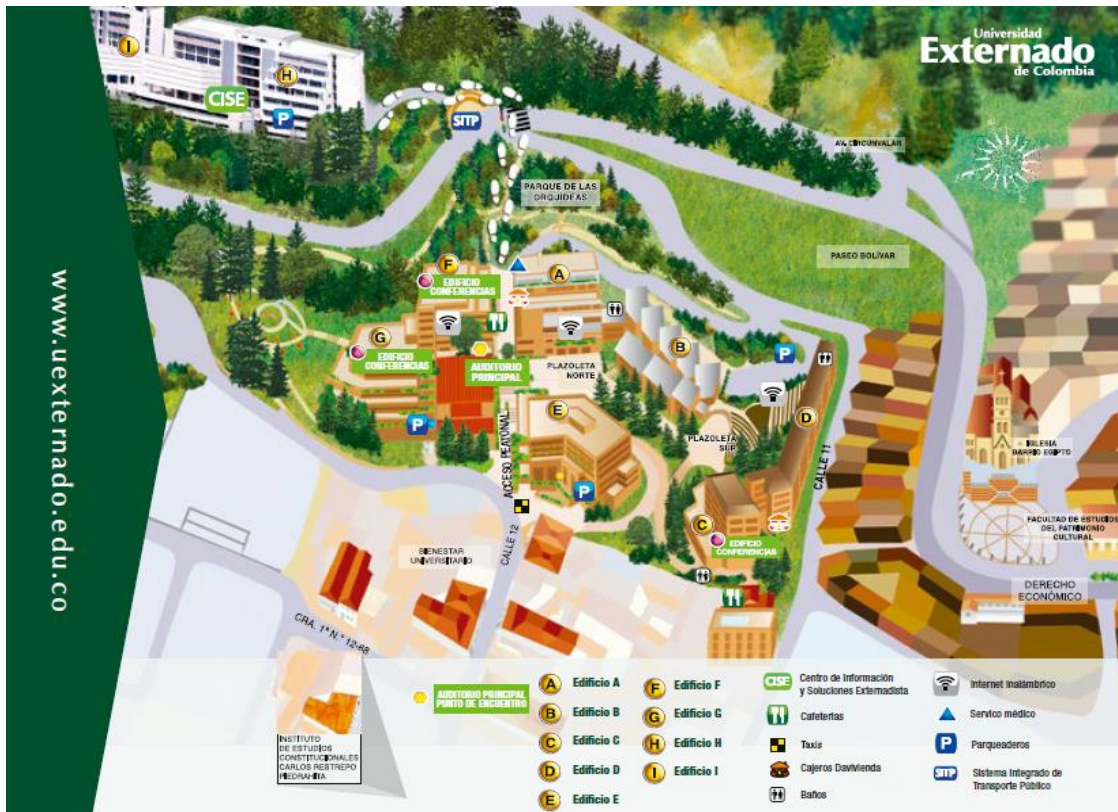 www.uexternado.edu.co
Universidad
Externado
de Colombia
I
H
CISE
P
SITP
AV. CIRCUNVALAR
PARQUE DE LAS
ORQUÍDEAS
PASEO BOLÍVAR
F
A
EDIFICIO
CONFERENCIAS
G
EDIFICIO
CONFERENCIAS
AUDITORIO
PRINCIPAL
PLAZOLETA
NORTE
B
P
E
D
P
ACCESO PEATONAL
PLAZOLETA
SUR
CALLE 11
IGLESIA
BARRIO EGIPTO
P
C
EDIFICIO
CONFERENCIAS
FACULTAD DE ESTUDIOS
DEL PATRIMONIO
CULTURAL
CALLE 12
BIENESTAR
UNIVERSITARIO
DERECHO
ECONÓMICO
CRA. 1ª N.º 12-68
INSTITUTO
DE ESTUDIOS
CONSTITUCIONALES
CARLOS RESTREPO
PIEDRAHITA
AUDITORIO PRINCIPAL
PUNTO DE ENCUENTRO
A Edificio A
B Edificio B
C Edificio C
D Edificio D
E Edificio E
F Edificio F
G Edificio G
H Edificio H
I Edificio I
CISE Centro de Información
y Soluciones Externadista
Cafeterías
Taxis
Cajeros Davivienda
Baños
Internet Inalámbrico
Servico médico
P Parqueaderos
SITP Sistema Integrado de
Transporte Público